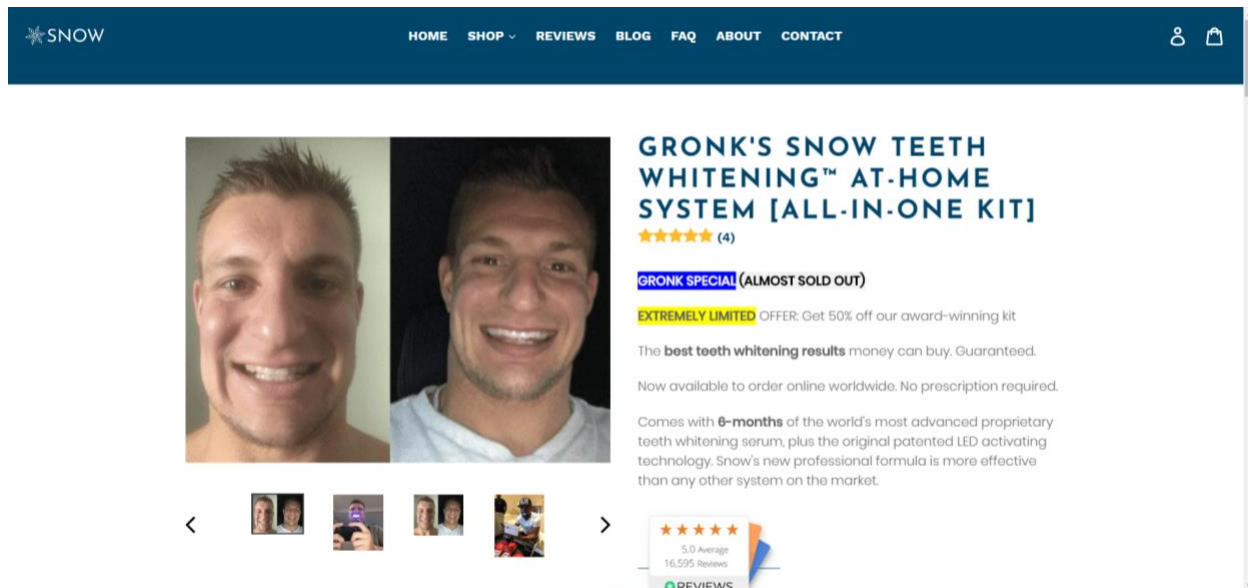 SNOW
HOME SHOP REVIEWS BLOG FAQ ABOUT CONTACT
GRONK'S SNOW TEETH
WHITENING™ AT-HOME
SYSTEM [ALL-IN-ONE KIT]
(4)
GRONK SPECIAL (ALMOST SOLD OUT)
EXTREMELY LIMITED OFFER: Get 50% off our award-winning kit
The best teeth whitening results money can buy. Guaranteed.
Now available to order online worldwide. No prescription required.
Comes with 6-months of the world's most advanced proprietary
teeth whitening serum, plus the original patented LED activating
technology. Snow's new professional formula is more effective
than any other system on the market.
5.0 Average
16,595 Reviews
REVIEWS